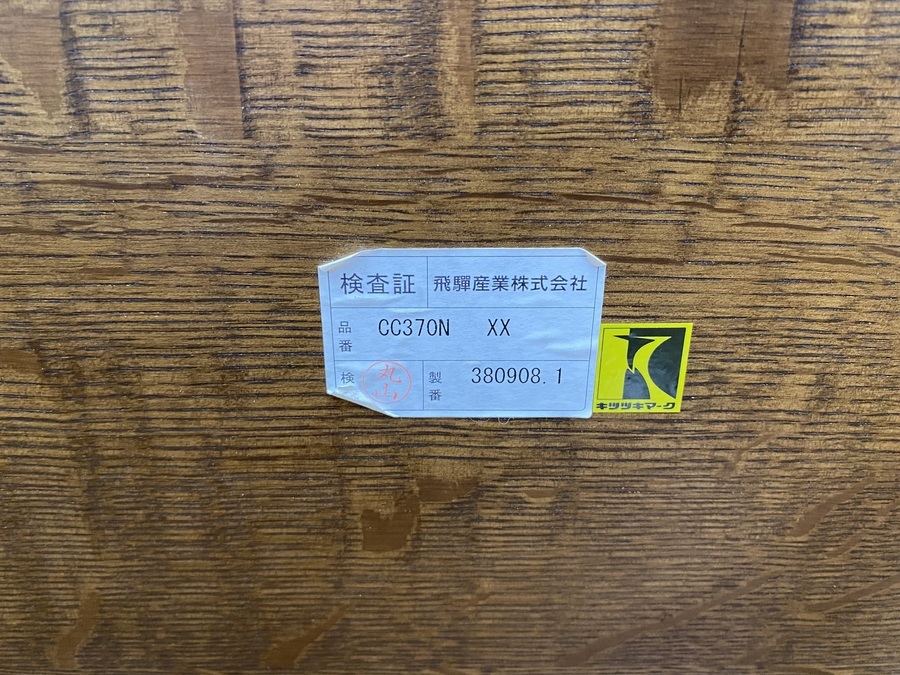 検査証 飛驒産業株式会社
品番 CC370N XX
検 丸山 製番 380908.1
キツツキマーク